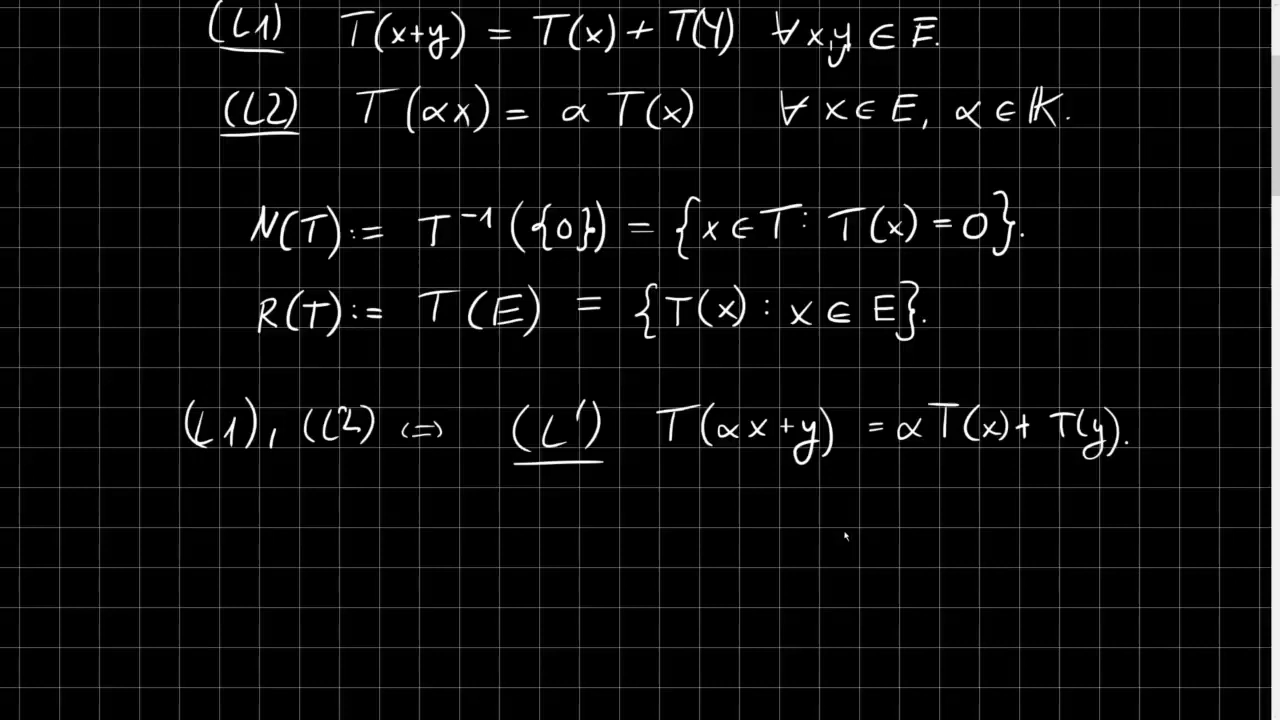 (L1) T(x+y) = T(x) + T(Y) ∀ x,y ∈ E.
(L2) T(αx) = α T(x) ∀ x ∈ E, α ∈ 𝕂.
N(T) := T⁻¹({0}) = {x ∈ T : T(x) = 0}.
R(T) := T(E) = {T(x) : x ∈ E}.
(L1), (L2) ⇔ (L') T(αx+y) = αT(x) + T(y).